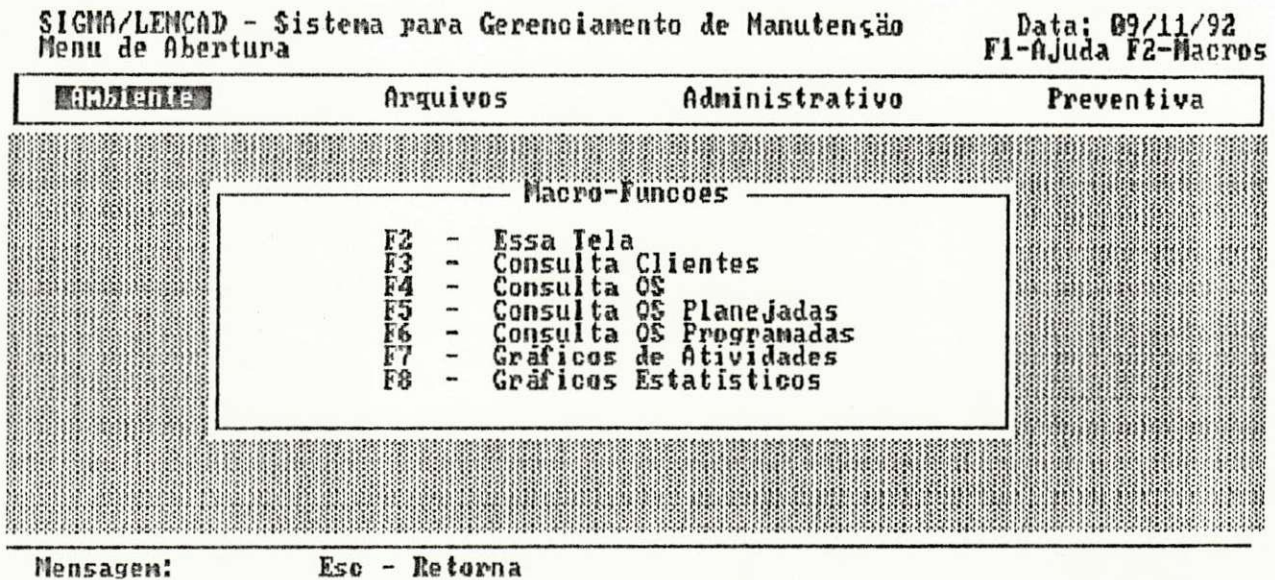 SIGMA/LEMCAD - Sistema para Gerenciamento de Manutenção Data: 09/11/92
Menu de Abertura F1-Ajuda F2-Macros
Ambiente Arquivos Administrativo Preventiva
Macro-Funcoes
F2 - Essa Tela
F3 - Consulta Clientes
F4 - Consulta OS
F5 - Consulta OS Planejadas
F6 - Consulta OS Programadas
F7 - Gráficos de Atividades
F8 - Gráficos Estatisticos
Mensagem: Esc - Retorna